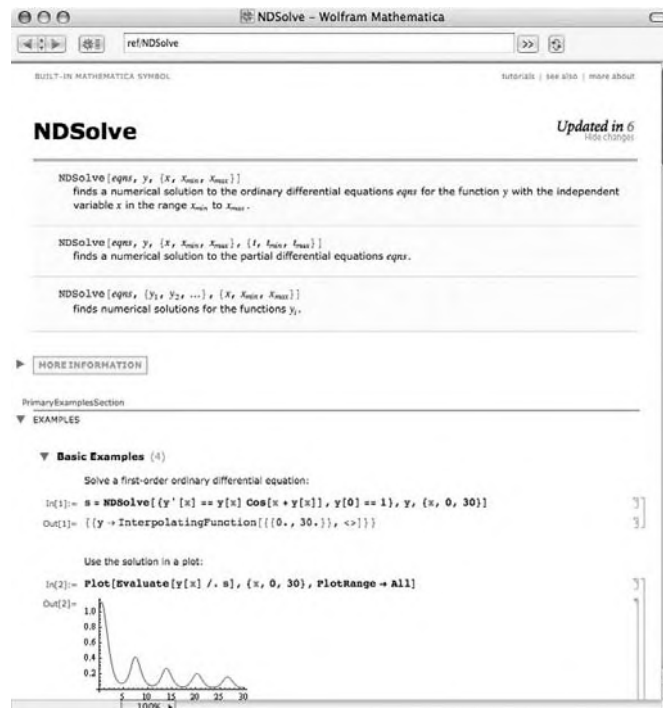 NDSolve – Wolfram Mathematica
ref/NDSolve
>>
BUILT-IN MATHEMATICA SYMBOL
tutorials | see also | more about
NDSolve
Updated in 6
Hide changes
NDSolve[eqns, y, {x, xmin, xmax}]
finds a numerical solution to the ordinary differential equations eqns for the function y with the independent
variable x in the range xmin to xmax.
NDSolve[eqns, y, {x, xmin, xmax}, {t, tmin, tmax}]
finds a numerical solution to the partial differential equations eqns.
NDSolve[eqns, {y1, y2, ...}, {x, xmin, xmax}]
finds numerical solutions for the functions yi.
MORE INFORMATION
PrimaryExamplesSection
EXAMPLES
Basic Examples (4)
Solve a first-order ordinary differential equation:
In[1]:= s = NDSolve[{y'[x] == y[x] Cos[x + y[x]], y[0] == 1}, y, {x, 0, 30}]
Out[1]= {{y → InterpolatingFunction[{{0., 30.}}, <>]}}
Use the solution in a plot:
In[2]:= Plot[Evaluate[y[x] /. s], {x, 0, 30}, PlotRange → All]
Out[2]=
1.0
0.8
0.6
0.4
0.2
5 10 15 20 25 30
100%